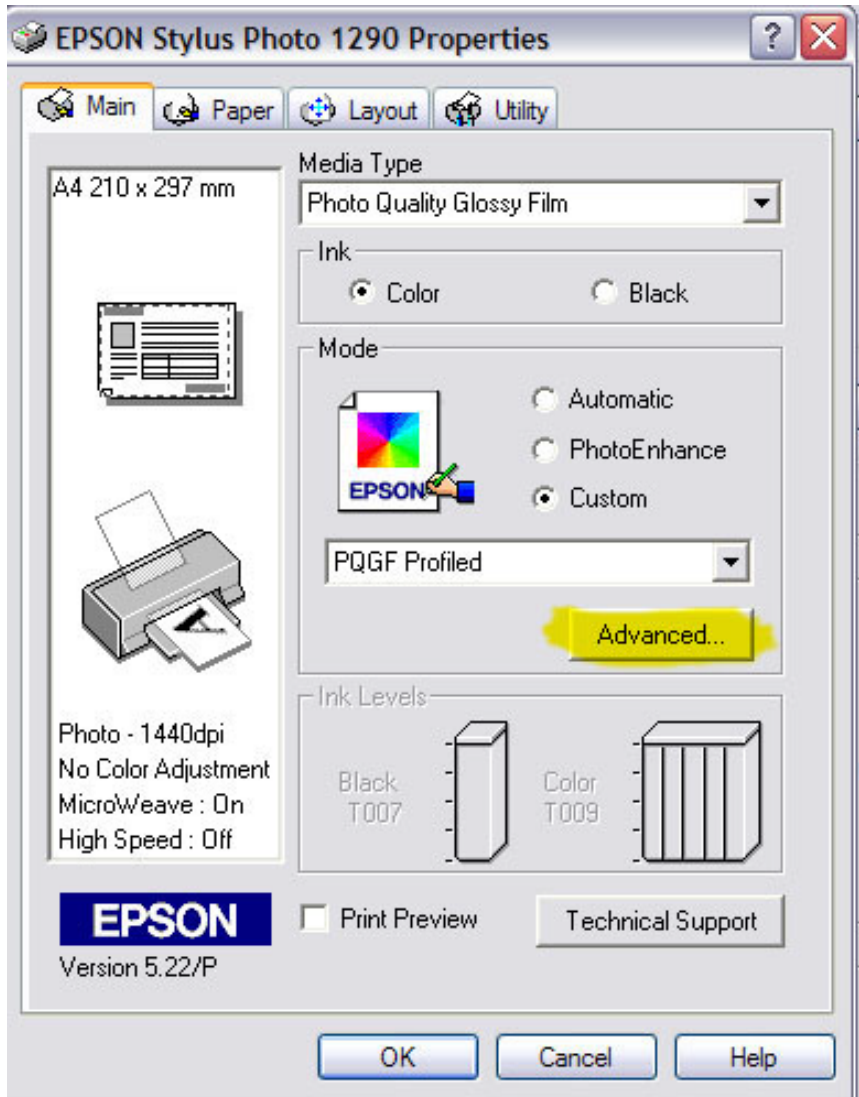 EPSON Stylus Photo 1290 Properties
?
Main Paper Layout Utility
A4 210 x 297 mm
Media Type
Photo Quality Glossy Film
Ink
Color Black
Mode
Automatic
PhotoEnhance
Custom
EPSON
PQGF Profiled
Advanced...
A
Photo - 1440dpi
No Color Adjustment
MicroWeave : On
High Speed : Off
Ink Levels
Black
T007
Color
T009
EPSON
Version 5.22/P
Print Preview
Technical Support
OK Cancel Help